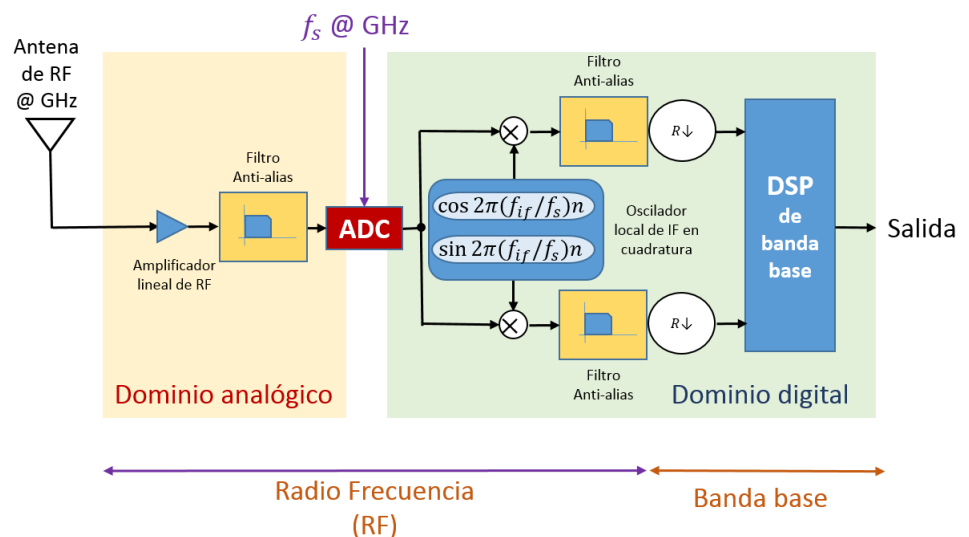 f_s @ GHz
Antena
de RF
@ GHz
Filtro
Anti-alias
Amplificador
lineal de RF
ADC
Filtro
Anti-alias
R↓
cos 2π(f_if/f_s)n
sin 2π(f_if/f_s)n
Oscilador
local de IF en
cuadratura
R↓
Filtro
Anti-alias
DSP
de
banda
base
Salida
Dominio analógico
Dominio digital
Radio Frecuencia
(RF)
Banda base